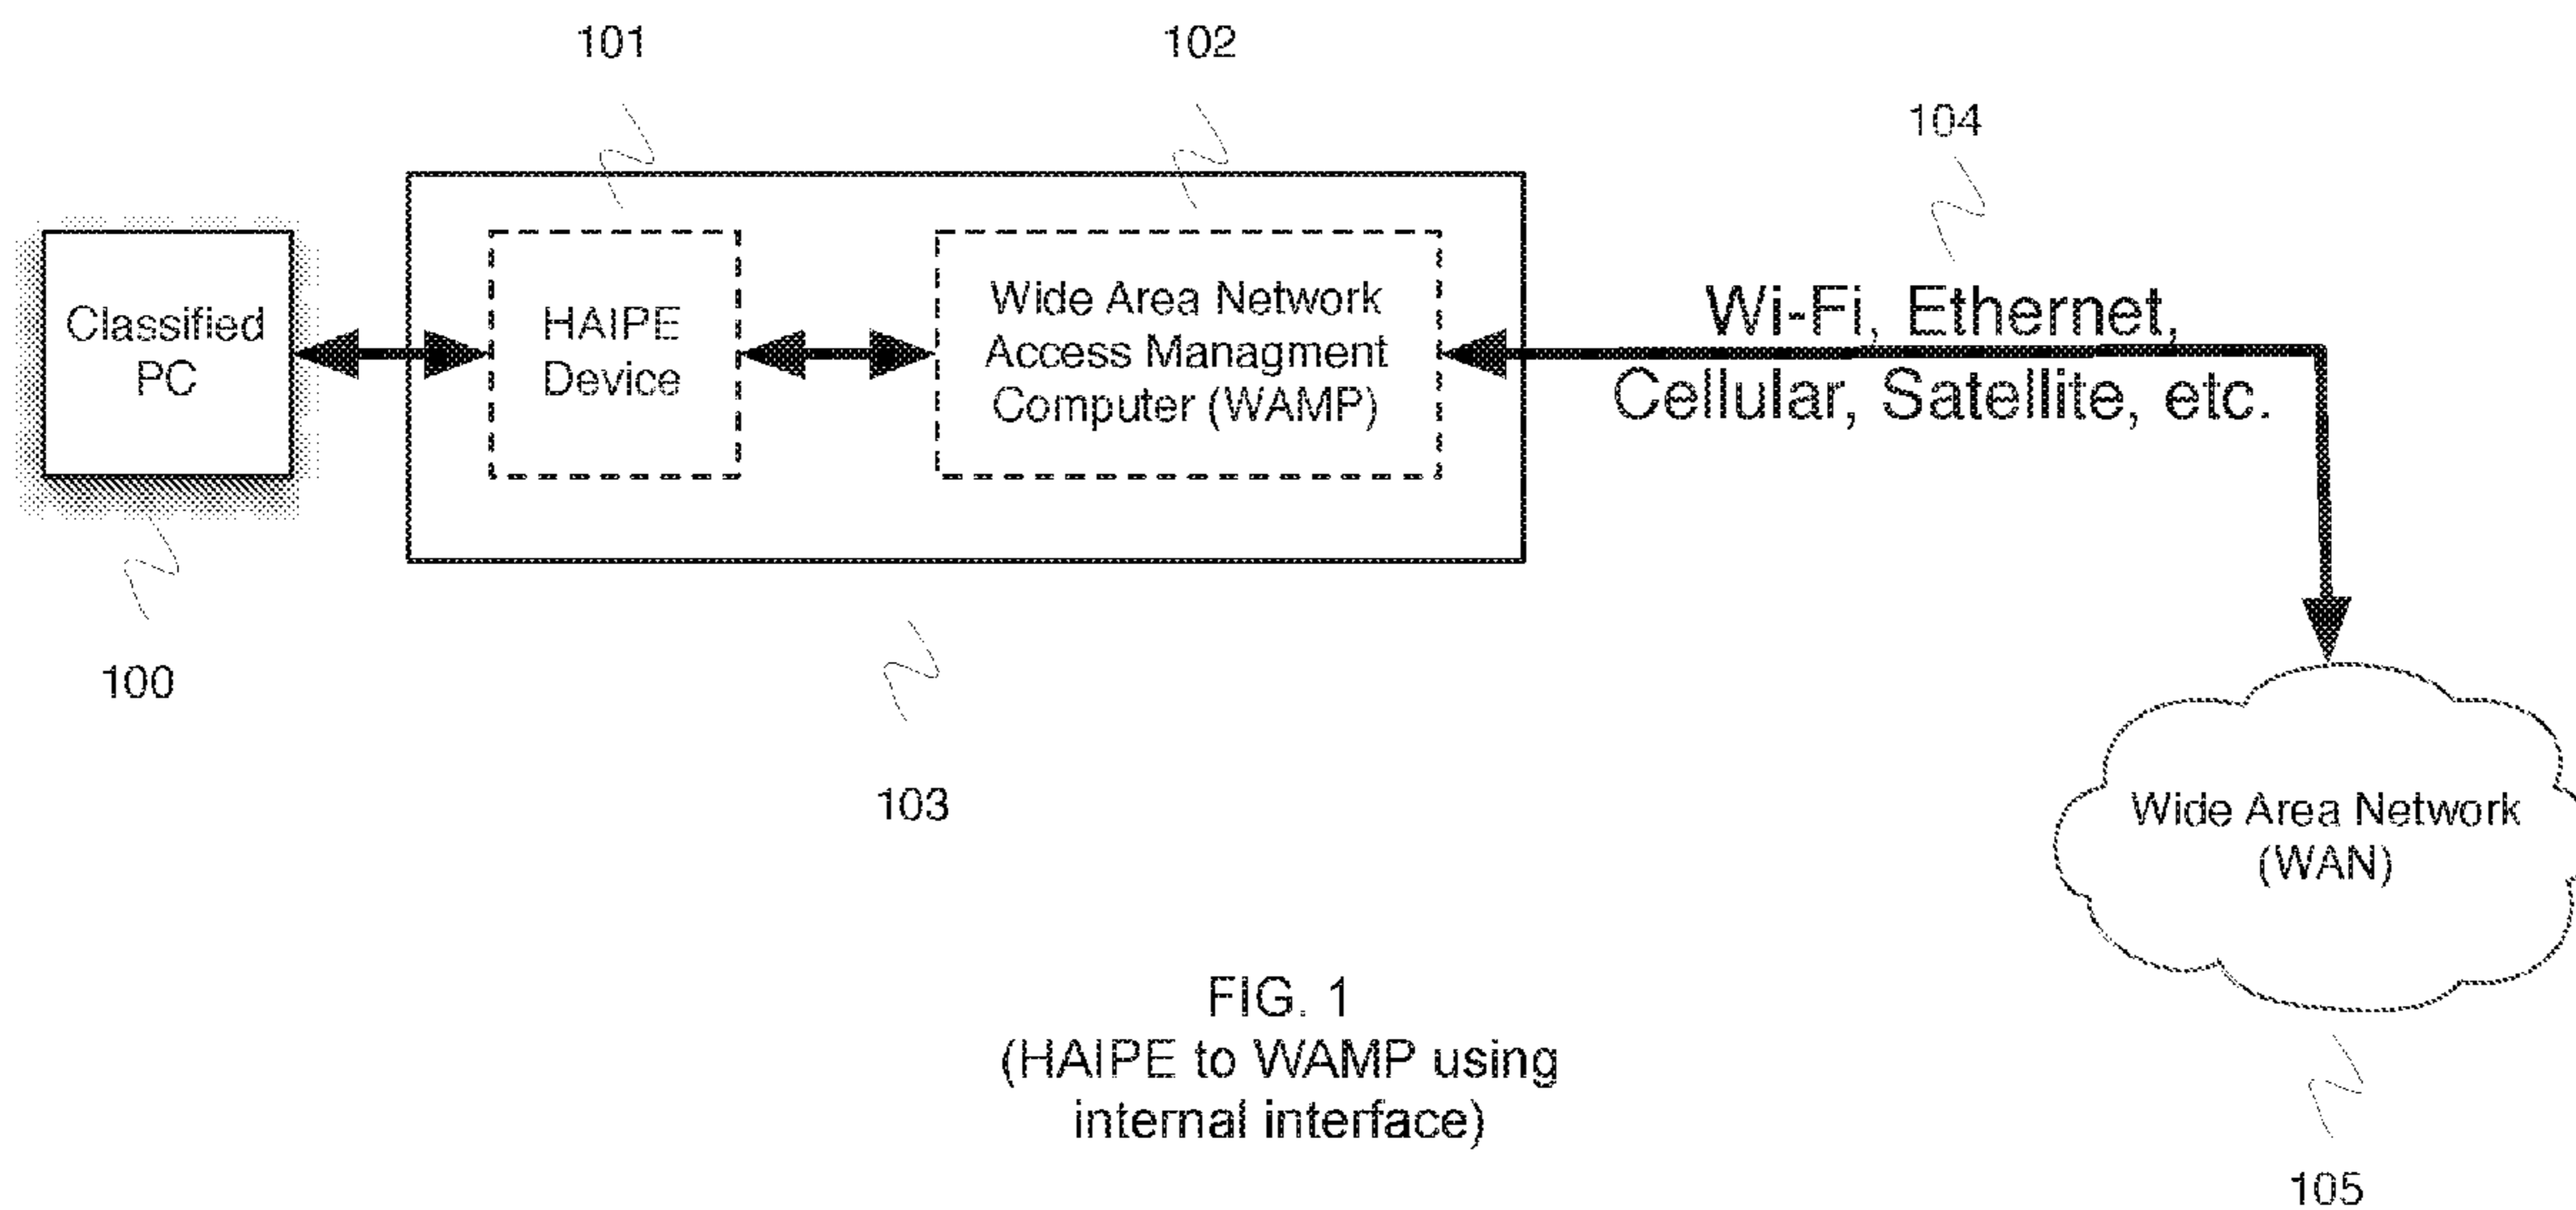 101
102
104
Classified
PC
HAIPE
Device
Wide Area Network
Access Managment
Computer (WAMP)
Wi-Fi, Ethernet,
Cellular, Satellite, etc.
100
103
Wide Area Network
(WAN)
FIG. 1
(HAIPE to WAMP using
internal interface)
105